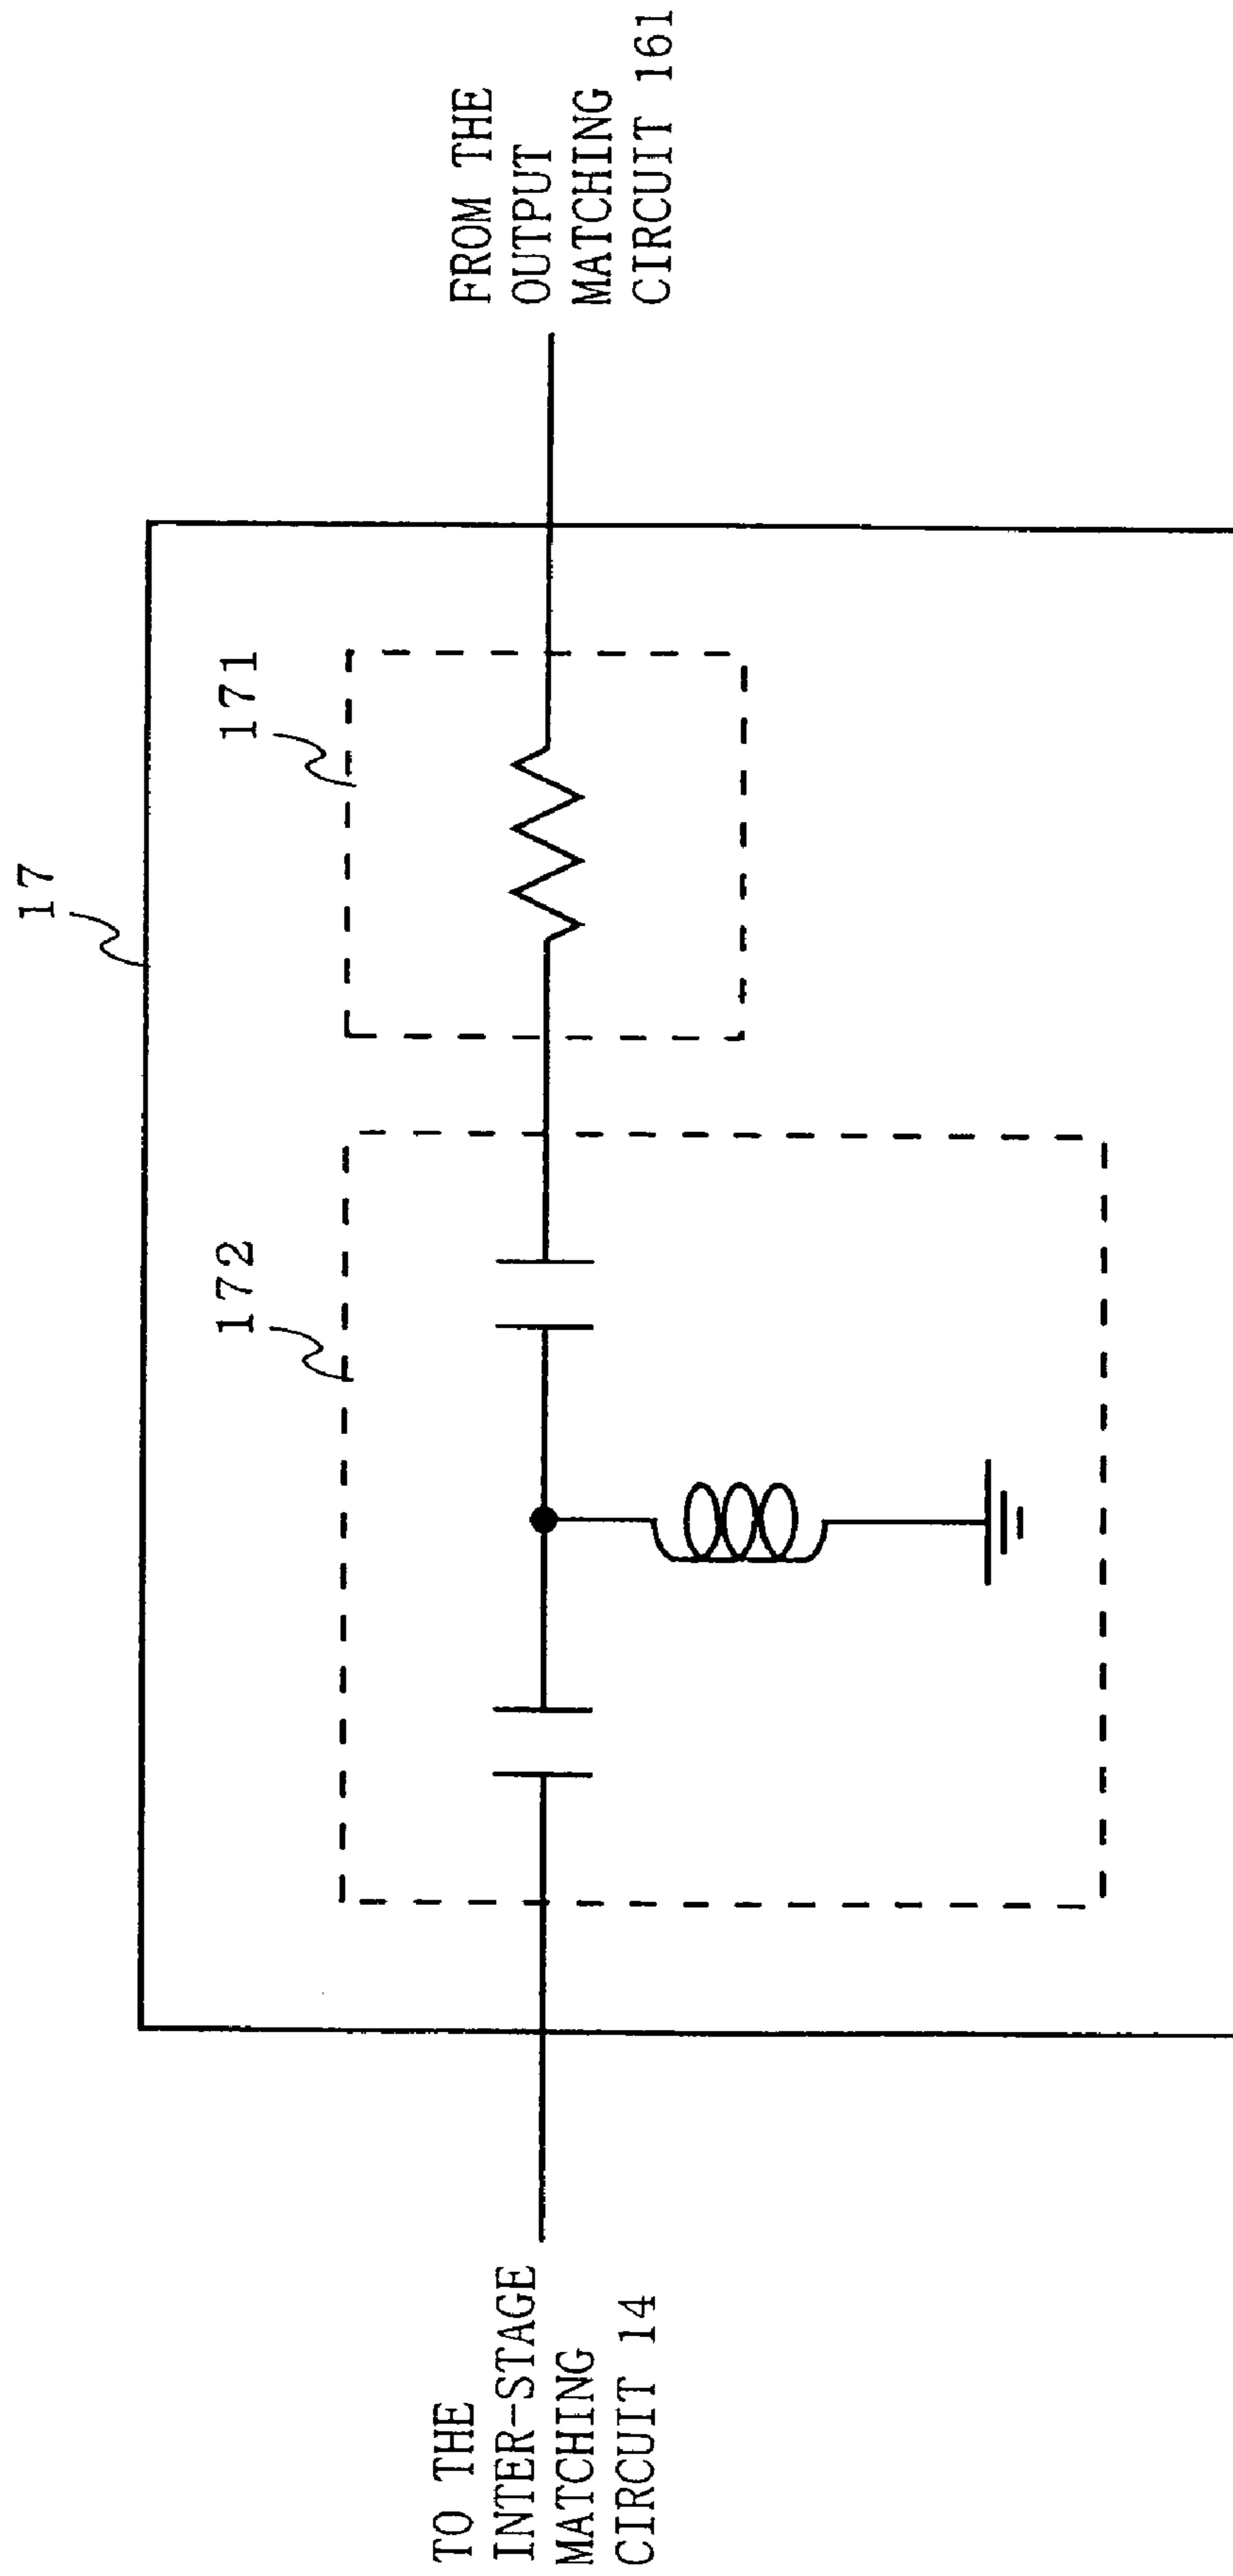 17
171
172
FROM THE
OUTPUT
MATCHING
CIRCUIT 161
TO THE
INTER-STAGE
MATCHING
CIRCUIT 14